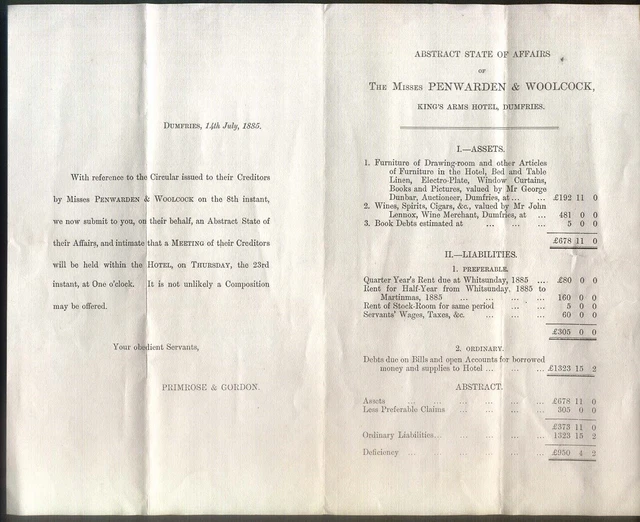 DUMFRIES, 14th July, 1885.
With reference to the Circular issued to their Creditors
by Misses PENWARDEN & WOOLCOCK on the 8th instant,
we now submit to you, on their behalf, an Abstract State of
their Affairs, and intimate that a MEETING of their Creditors
will be held within the HOTEL, on THURSDAY, the 23rd
instant, at One o'clock. It is not unlikely a Composition
may be offered.
Your obedient Servants,
PRIMROSE & GORDON.
ABSTRACT STATE OF AFFAIRS
OF
THE MISSES PENWARDEN & WOOLCOCK,
KING'S ARMS HOTEL, DUMFRIES.
I.—ASSETS.
1. Furniture of Drawing-room and other Articles
of Furniture in the Hotel, Bed and Table
Linen, Electro-Plate, Window Curtains,
Books and Pictures, valued by Mr George
Dunbar, Auctioneer, Dumfries, at ... ... £192 11 0
2. Wines, Spirits, Cigars, &c., valued by Mr John
Lennox, Wine Merchant, Dumfries, at ... 481 0 0
3. Book Debts estimated at ... ... ... 5 0 0
£678 11 0
II.—LIABILITIES.
1. PREFERABLE.
Quarter Year's Rent due at Whitsunday, 1885 .... £80 0 0
Rent for Half-Year from Whitsunday, 1885 to
Martinmas, 1885 ... ... ... ... 160 0 0
Rent of Stock-Room for same period ... ... 5 0 0
Servants' Wages, Taxes, &c. ... ... ... 60 0 0
£305 0 0
2. ORDINARY.
Debts due on Bills and open Accounts for borrowed
money and supplies to Hotel ... ... ... £1323 15 2
ABSTRACT.
Assets ... ... ... ... ... £678 11 0
Less Preferable Claims ... ... ... ... 305 0 0
£373 11 0
Ordinary Liabilities... ... ... ... 1323 15 2
Deficiency ... ... ... ... ... £950 4 2